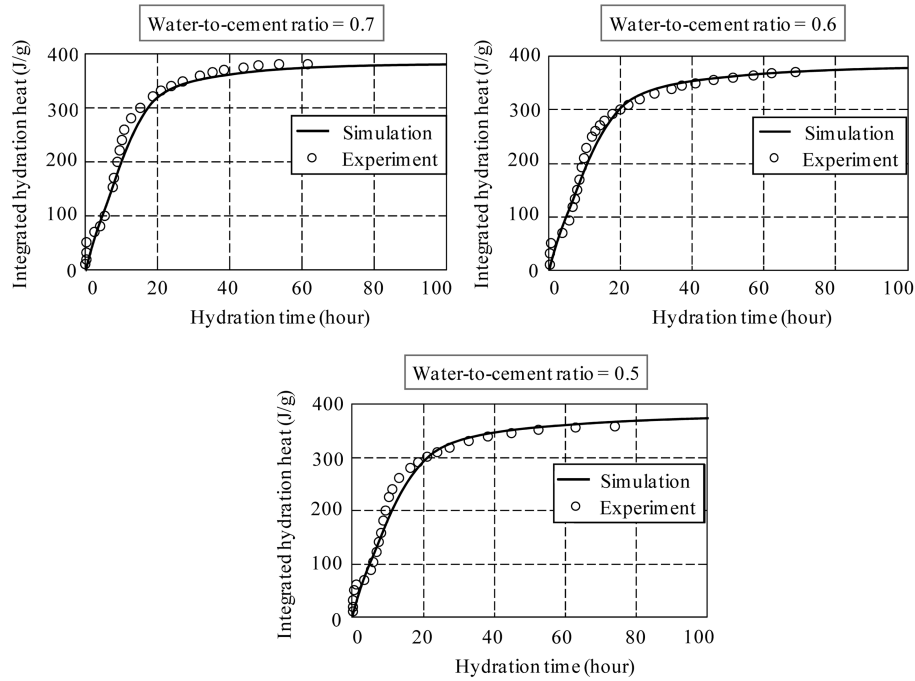 Water-to-cement ratio = 0.7
Integrated hydration heat (J/g)
400
300
200
100
0
Simulation
Experiment
0 20 40 60 80 100
Hydration time (hour)
Water-to-cement ratio = 0.6
Integrated hydration heat (J/g)
400
300
200
100
0
Simulation
Experiment
0 20 40 60 80 100
Hydration time (hour)
Water-to-cement ratio = 0.5
Integrated hydration heat (J/g)
400
300
200
100
0
Simulation
Experiment
0 20 40 60 80 100
Hydration time (hour)